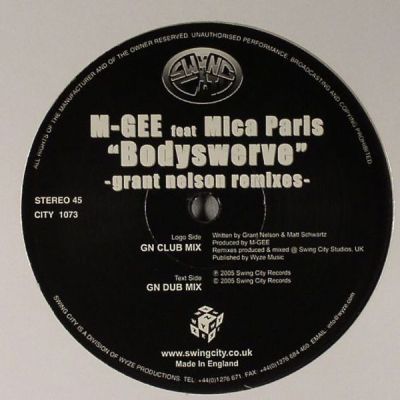 ALL RIGHTS OF THE MANUFACTURER AND OF THE OWNER RESERVED. UNAUTHORISED PERFORMANCE, BROADCASTING AND COPYING PROHIBITED.
SWING
CITY
M-GEE feat Mica Paris
"Bodyswerve"
-grant nelson remixes-
STEREO 45
CITY 1073
Logo Side
GN CLUB MIX
Written by Grant Nelson & Matt Schwartz
Produced by M-GEE
Remixes produced & mixed @ Swing City Studios. UK
Published by Wyze Music
Text Side
GN DUB MIX
℗ 2005 Swing City Records
© 2005 Swing City Records
www.swingcity.co.uk
Made In England
SWING CITY IS A DIVISION OF WYZE PRODUCTIONS. TEL: +44(0)1276 671. FAX: +44(0)1276 684 460. EMAIL: info@wyze.com